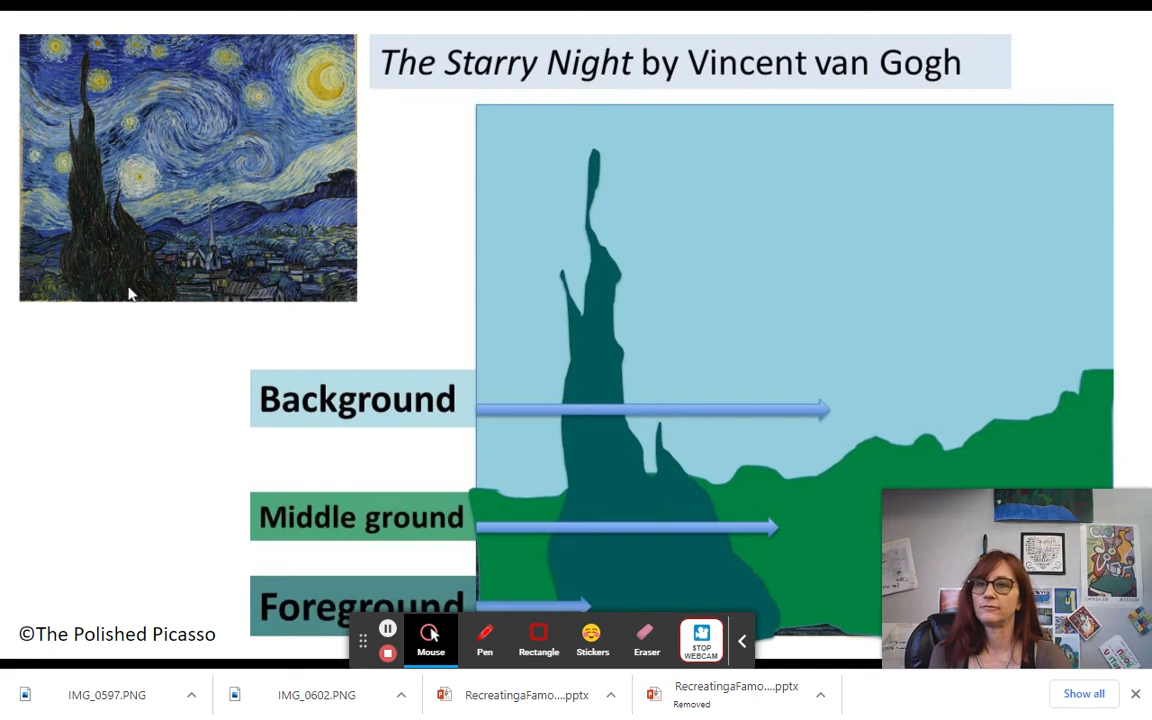 The Starry Night by Vincent van Gogh
Background
Middle ground
Foreground
©The Polished Picasso
Mouse
Pen
Rectangle
Stickers
Eraser
STOP
WEBCAM
IMG_0597.PNG
IMG_0602.PNG
RecreatingaFamo....pptx
RecreatingaFamo....pptx
Removed
Show all